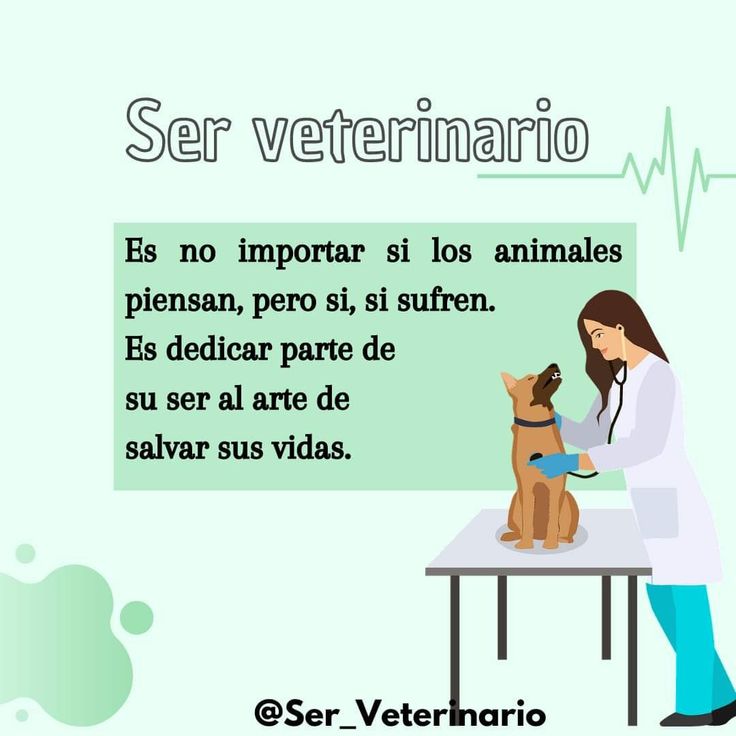 Ser veterinario
Es no importar si los animales
piensan, pero si, si sufren.
Es dedicar parte de
su ser al arte de
salvar sus vidas.
@Ser_Veterinario